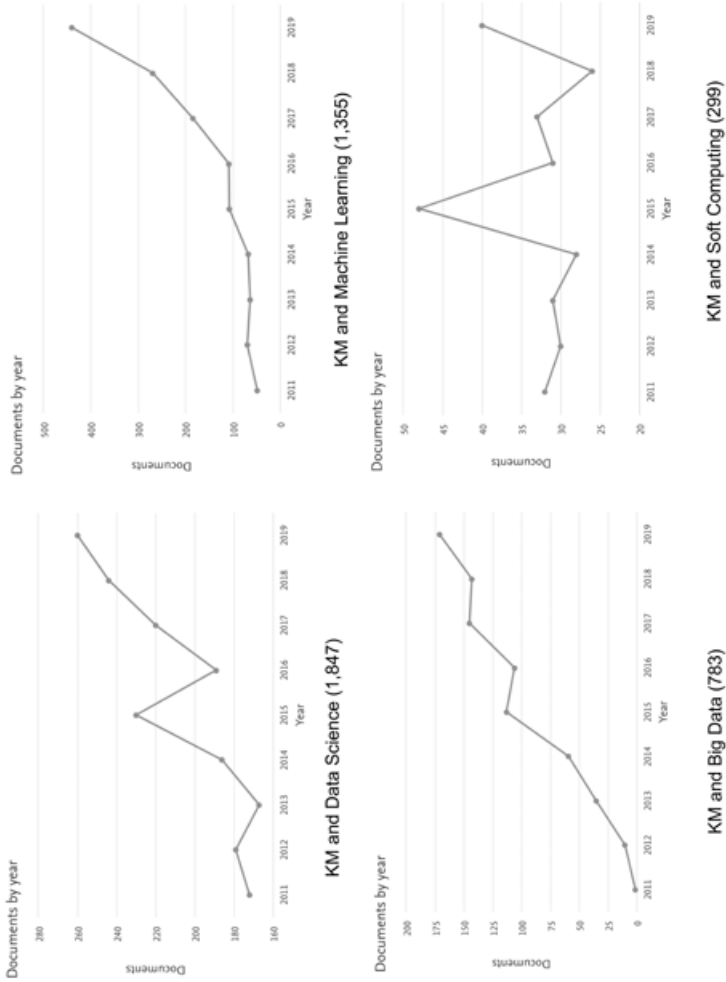 Documents by year
280
260
240
220
200
180
160
Documents
2011 2012 2013 2014 2015 2016 2017 2018 2019
Year
KM and Data Science (1,847)
Documents by year
500
400
300
200
100
0
Documents
2011 2012 2013 2014 2015 2016 2017 2018 2019
Year
KM and Machine Learning (1,355)
Documents by year
200
175
150
125
100
75
50
25
0
Documents
2011 2012 2013 2014 2015 2016 2017 2018 2019
Year
KM and Big Data (783)
Documents by year
50
45
40
35
30
25
20
Documents
2011 2012 2013 2014 2015 2016 2017 2018 2019
Year
KM and Soft Computing (299)